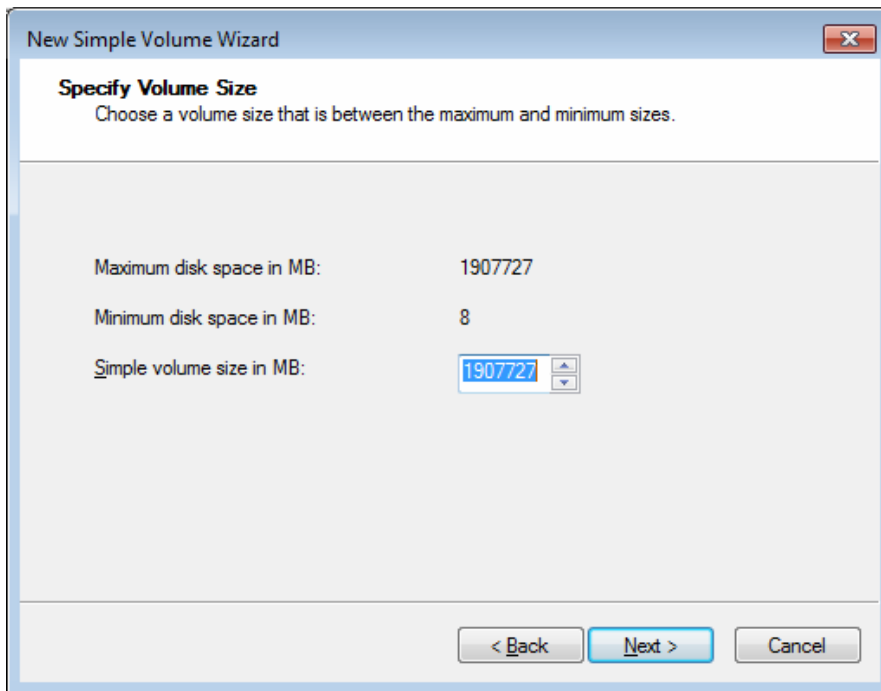 New Simple Volume Wizard
Specify Volume Size
Choose a volume size that is between the maximum and minimum sizes.
Maximum disk space in MB: 1907727
Minimum disk space in MB: 8
Simple volume size in MB: 1907727
< Back Next > Cancel